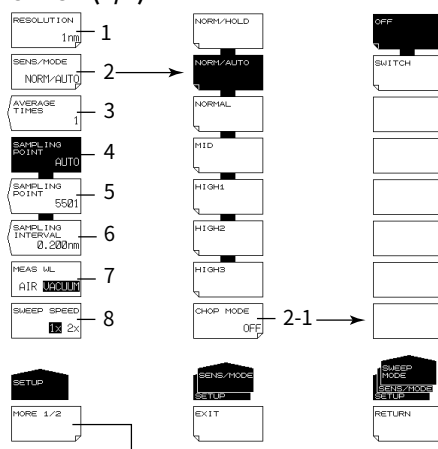 RESOLUTION
1nm
1
SENS/MODE
NORM/AUTO
2
AVERAGE
TIMES
1
3
SAMPLING
POINT
AUTO
4
SAMPLING
POINT
5501
5
SAMPLING
INTERVAL
0.200nm
6
MEAS WL
AIR VACUUM
7
SWEEP SPEED
1x 2x
8
SETUP
MORE 1/2
NORM/HOLD
NORM/AUTO
NORMAL
MID
HIGH1
HIGH2
HIGH3
CHOP MODE
OFF
2-1
SENS/MODE
SETUP
EXIT
OFF
SWITCH
SWEEP
MODE
SENS/MODE
SETUP
RETURN